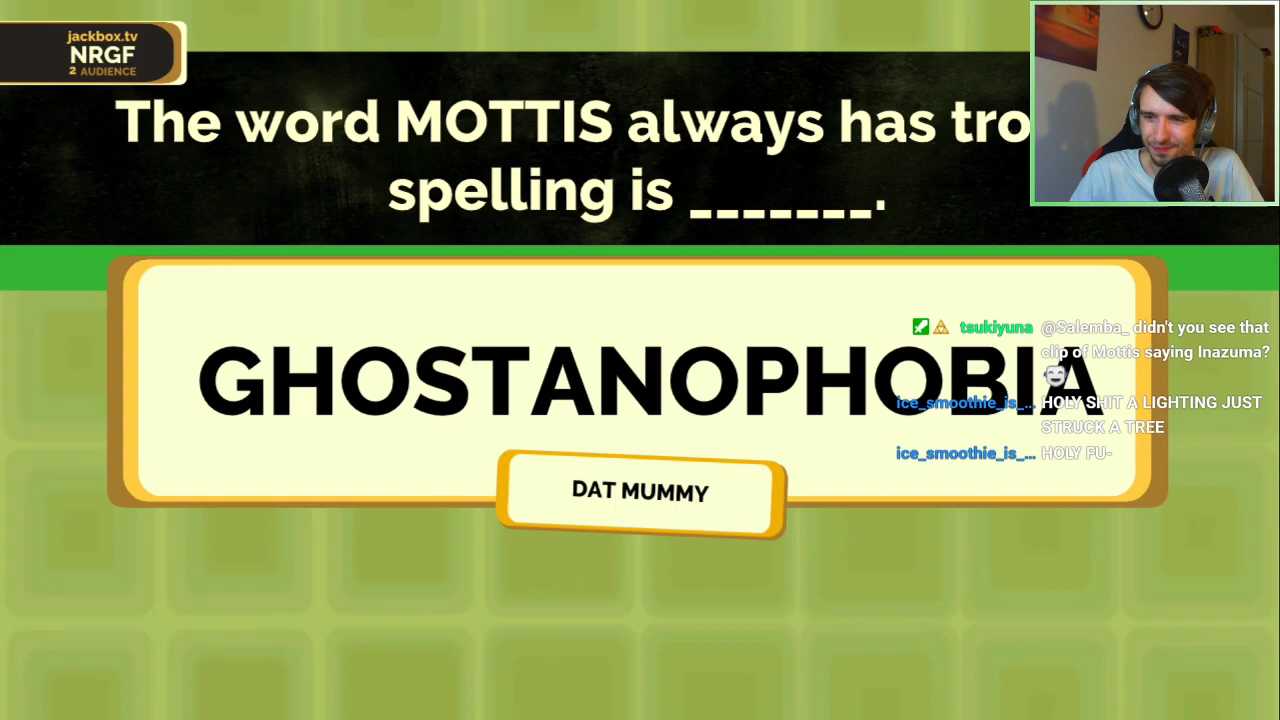 jackbox.tv
NRGF
2 AUDIENCE
The word MOTTIS always has tro
spelling is _______.
GHOSTANOPHOBIA
DAT MUMMY
tsukiyuna @Salemba_ didn't you see that
clip of Mottis saying Inazuma?
ice_smoothie_is_... HOLY SHIT A LIGHTING JUST
STRUCK A TREE
ice_smoothie_is_... HOLY FU-